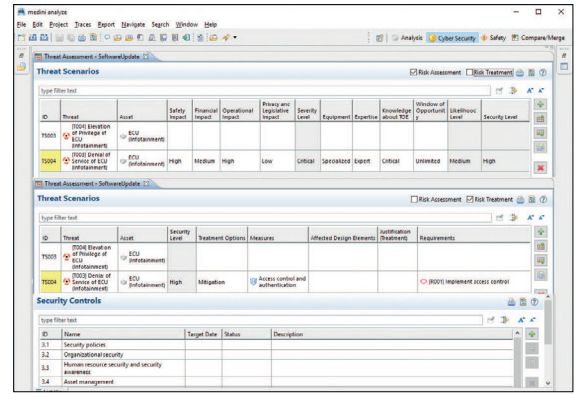 medini analyze
File Edit Project Traces Report Navigate Search Window Help
Analysis Cyber Security Safety Compare/Merge
Threat Assessment - SoftwareUpdate
Threat Scenarios
Risk Assessment Risk Treatment
type filter text
ID Threat Asset Safety Impact Financial Impact Operational Impact Privacy and Legislative Impact Severity Level Equipment Expertise Knowledge about TOE Window of Opportunity Likelihood Level Security Level
TS003 [T004] Elevation of Privilege of ECU (Infotainment) ECU (Infotainment)
TS004 [T003] Denial of Service of ECU (Infotainment) ECU (Infotainment) High Medium High Low Critical Specialized Expert Critical Unlimited Medium High
Threat Assessment - SoftwareUpdate
Threat Scenarios
Risk Assessment Risk Treatment
type filter text
ID Threat Asset Security Level Treatment Options Measures Affected Design Elements Justification (Treatment) Requirements
TS003 [T004] Elevation of Privilege of ECU (Infotainment) ECU (Infotainment)
TS004 [T003] Denial of Service of ECU (Infotainment) ECU (Infotainment) High Mitigation Access control and authentication [R001] Implement access control
Security Controls
type filter text
ID Name Target Date Status Description
3.1 Security policies
3.2 Organizational security
3.3 Human resource security and security awareness
3.4 Asset management